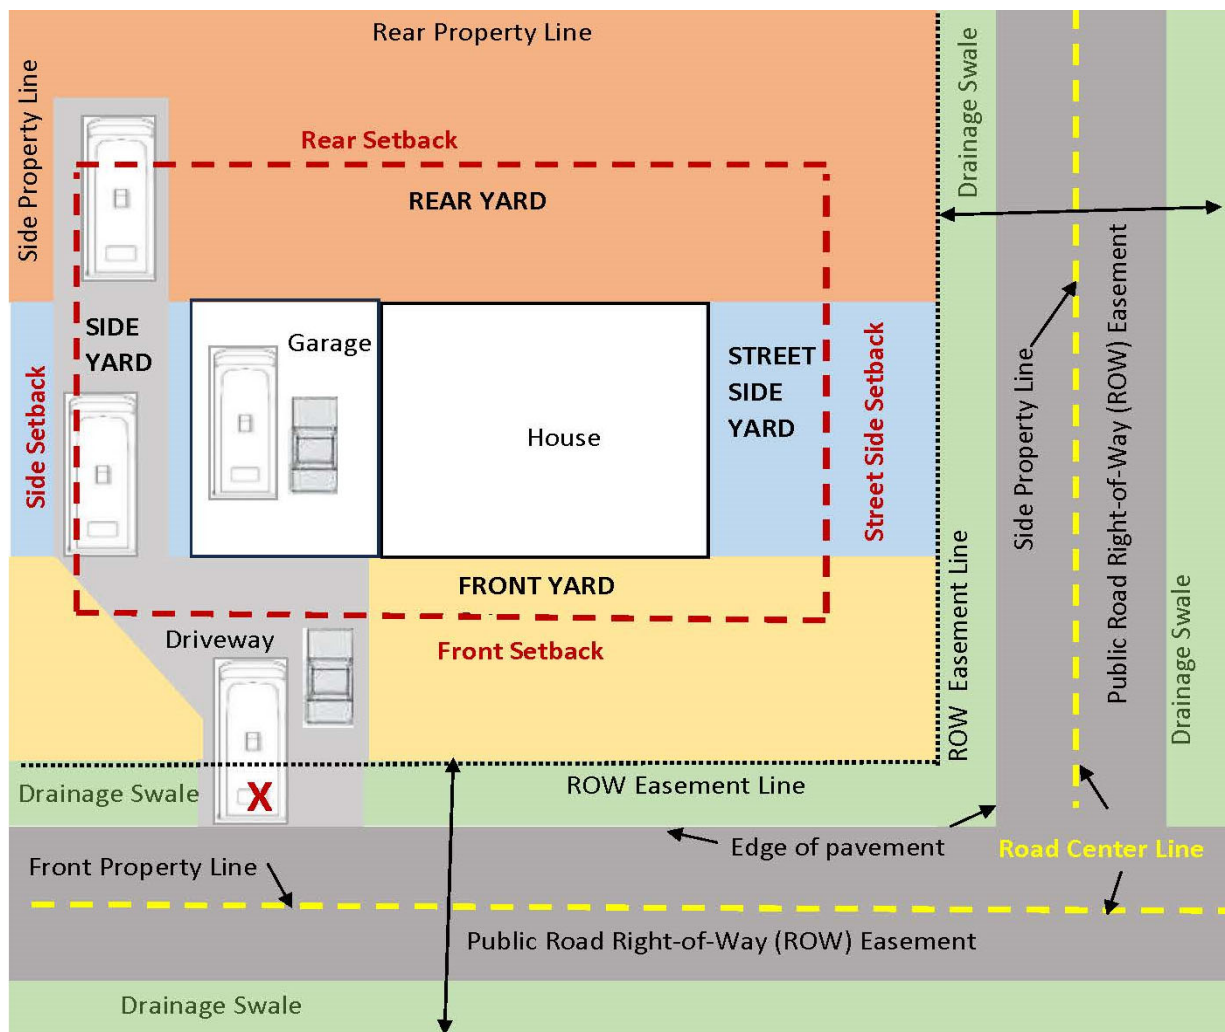 Rear Property Line
Side Property Line
Drainage Swale
Rear Setback
REAR YARD
SIDE
YARD
Garage
House
STREET
SIDE
YARD
Side Setback
Street Side Setback
Side Property Line
Public Road Right-of-Way (ROW) Easement
FRONT YARD
Driveway
Front Setback
ROW Easement Line
Drainage Swale
Drainage Swale
X
ROW Easement Line
Edge of pavement
Road Center Line
Front Property Line
Public Road Right-of-Way (ROW) Easement
Drainage Swale